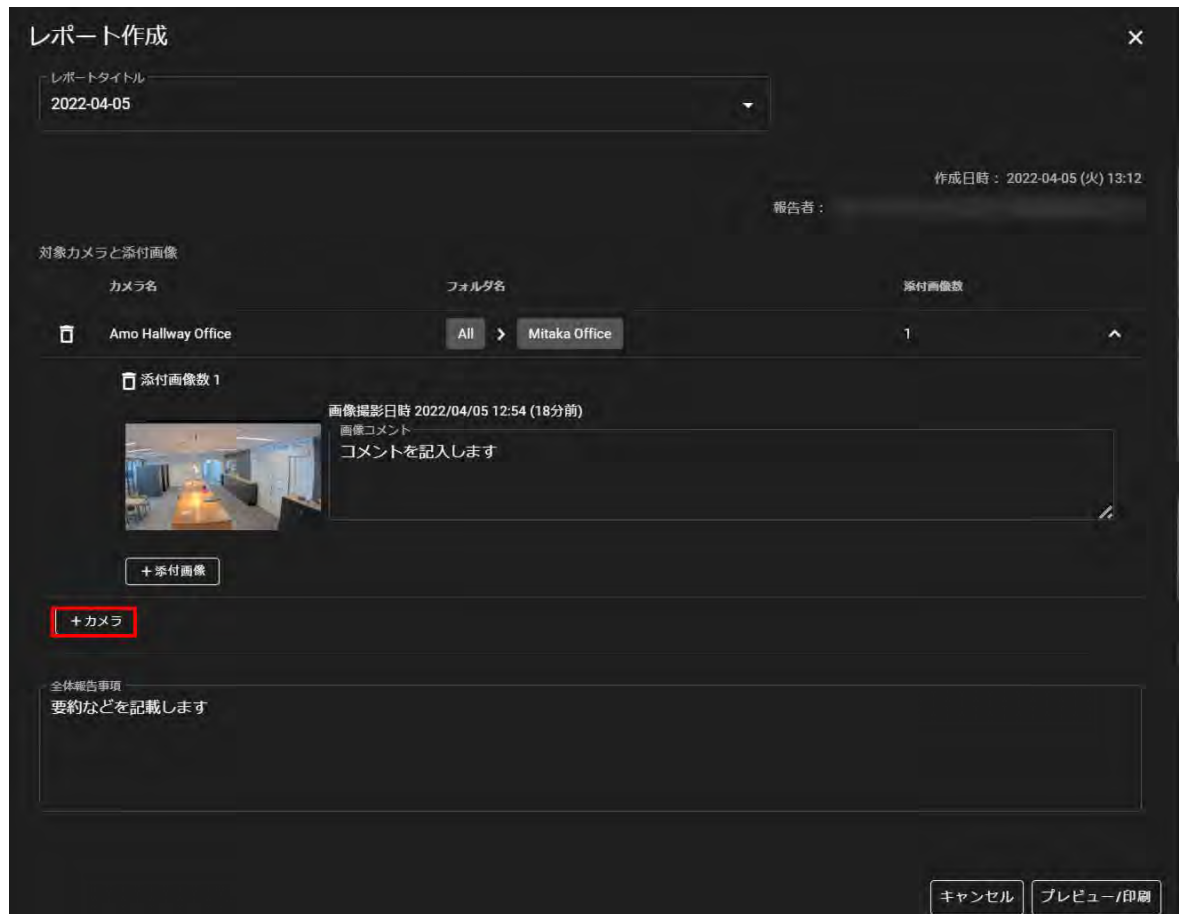 レポート作成
レポートタイトル
2022-04-05
作成日時： 2022-04-05 (火) 13:12
報告者：
対象カメラと添付画像
カメラ名 フォルダ名 添付画像数
Amo Hallway Office All > Mitaka Office 1
添付画像数 1
画像撮影日時 2022/04/05 12:54 (18分前)
画像コメント
コメントを記入します
+添付画像
+カメラ
全体報告事項
要約などを記載します
キャンセル プレビュー/印刷